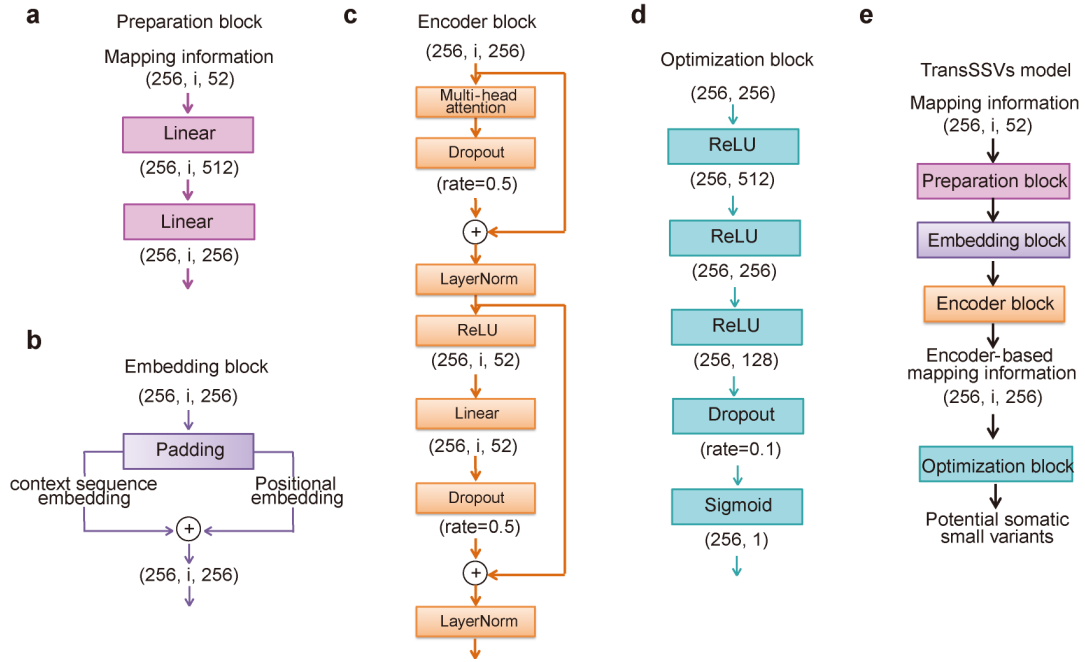 a
Preparation block
Mapping information
(256, i, 52)
Linear
(256, i, 512)
Linear
(256, i, 256)
b
Embedding block
(256, i, 256)
Padding
context sequence
embedding
Positional
embedding
+
(256, i, 256)
c
Encoder block
(256, i, 256)
Multi-head
attention
Dropout
(rate=0.5)
+
LayerNorm
ReLU
(256, i, 52)
Linear
(256, i, 52)
Dropout
(rate=0.5)
+
LayerNorm
d
Optimization block
(256, 256)
ReLU
(256, 512)
ReLU
(256, 256)
ReLU
(256, 128)
Dropout
(rate=0.1)
Sigmoid
(256, 1)
e
TransSSVs model
Mapping information
(256, i, 52)
Preparation block
Embedding block
Encoder block
Encoder-based
mapping information
(256, i, 256)
Optimization block
Potential somatic
small variants